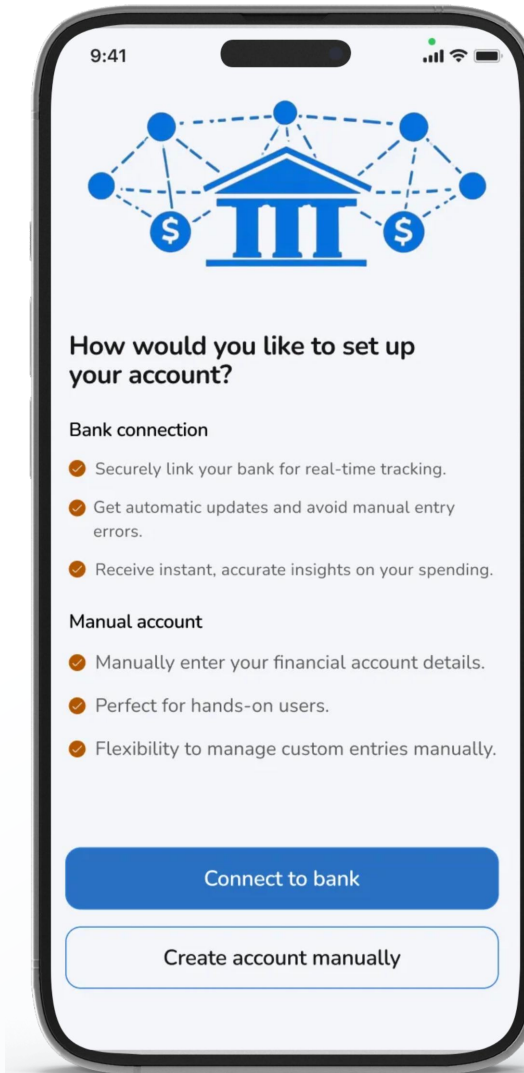 9:41
$ $
How would you like to set up
your account?
Bank connection
Securely link your bank for real-time tracking.
Get automatic updates and avoid manual entry
errors.
Receive instant, accurate insights on your spending.
Manual account
Manually enter your financial account details.
Perfect for hands-on users.
Flexibility to manage custom entries manually.
Connect to bank
Create account manually